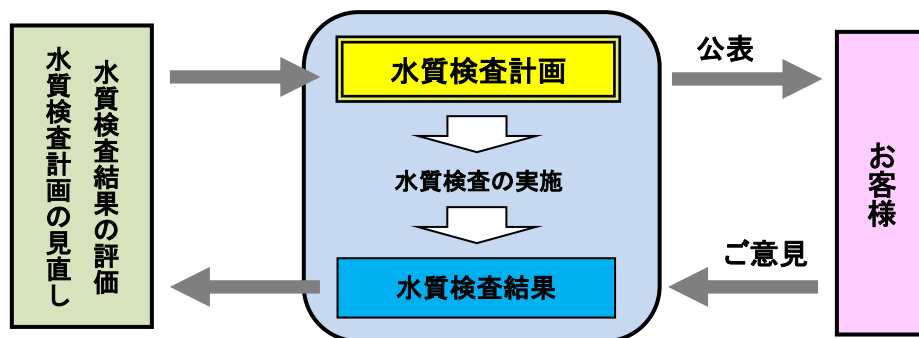 水質検査結果の評価
水質検査計画の見直し
水質検査計画
水質検査の実施
水質検査結果
公表
ご意見
お客様